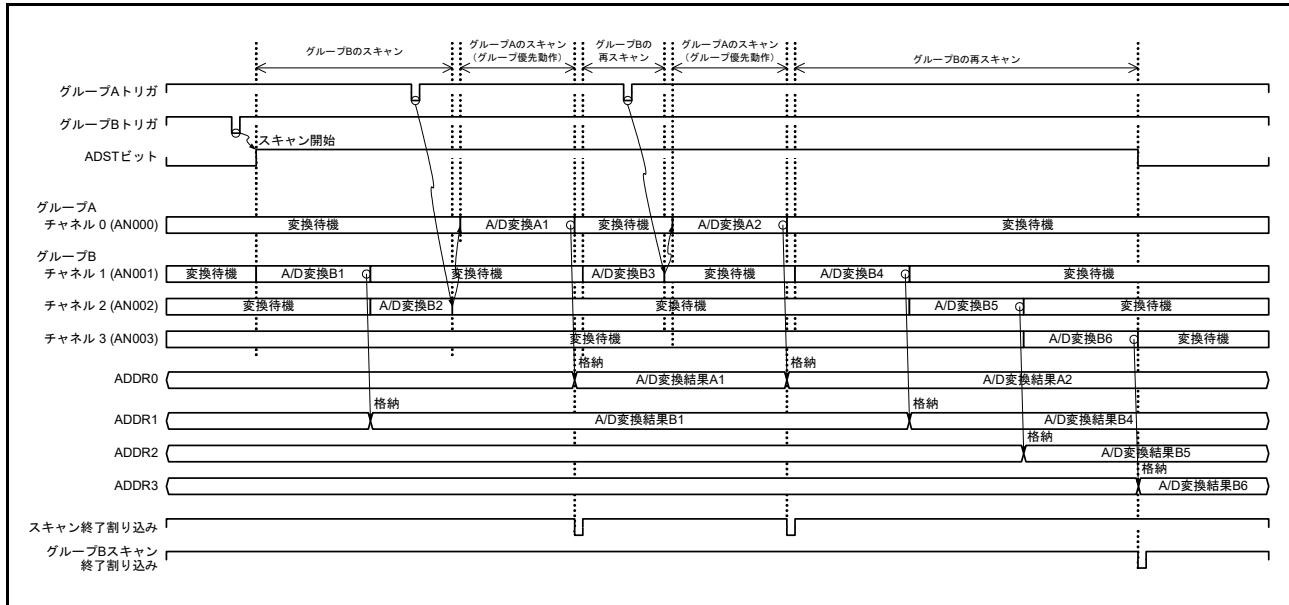 グループBのスキャン
グループAのスキャン
(グループ優先動作)
グループBの
再スキャン
グループAのスキャン
(グループ優先動作)
グループBの再スキャン
グループAトリガ
グループBトリガ
スキャン開始
ADSTビット
グループA
チャネル 0 (AN000)
変換待機
A/D変換A1
変換待機
A/D変換A2
変換待機
グループB
チャネル 1 (AN001)
変換待機
A/D変換B1
変換待機
A/D変換B3
変換待機
A/D変換B4
変換待機
チャネル 2 (AN002)
変換待機
A/D変換B2
変換待機
A/D変換B5
変換待機
チャネル 3 (AN003)
変換待機
A/D変換B6
変換待機
格納
格納
ADDR0
A/D変換結果A1
A/D変換結果A2
格納
格納
ADDR1
A/D変換結果B1
A/D変換結果B4
格納
ADDR2
A/D変換結果B5
格納
ADDR3
A/D変換結果B6
スキャン終了割り込み
グループBスキャン
終了割り込み